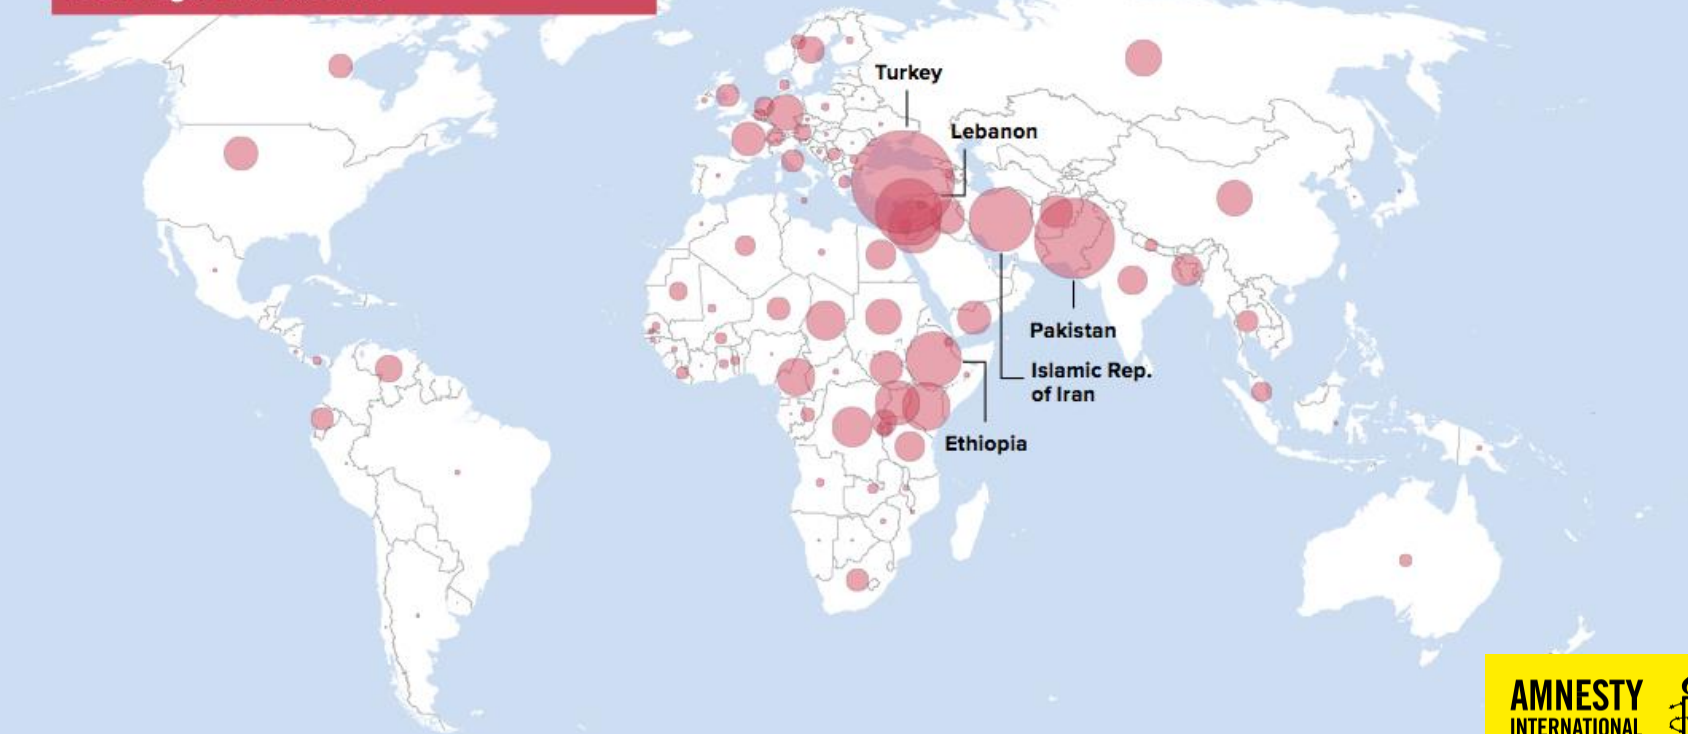 Turkey
Lebanon
Pakistan
Islamic Rep.
of Iran
Ethiopia
AMNESTY
INTERNATIONAL